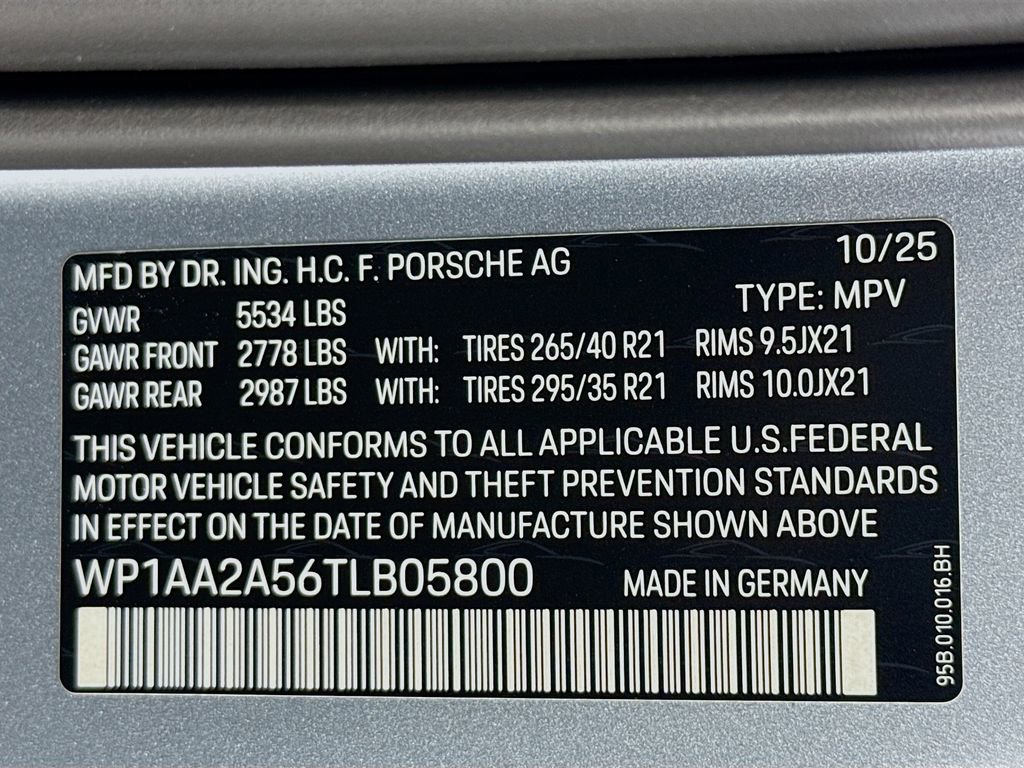 MFD BY DR. ING. H.C. F. PORSCHE AG 10/25
GVWR 5534 LBS TYPE: MPV
GAWR FRONT 2778 LBS WITH: TIRES 265/40 R21 RIMS 9.5JX21
GAWR REAR 2987 LBS WITH: TIRES 295/35 R21 RIMS 10.0JX21
THIS VEHICLE CONFORMS TO ALL APPLICABLE U.S.FEDERAL
MOTOR VEHICLE SAFETY AND THEFT PREVENTION STANDARDS
IN EFFECT ON THE DATE OF MANUFACTURE SHOWN ABOVE
WP1AA2A56TLB05800 MADE IN GERMANY
95B.010.016.BH